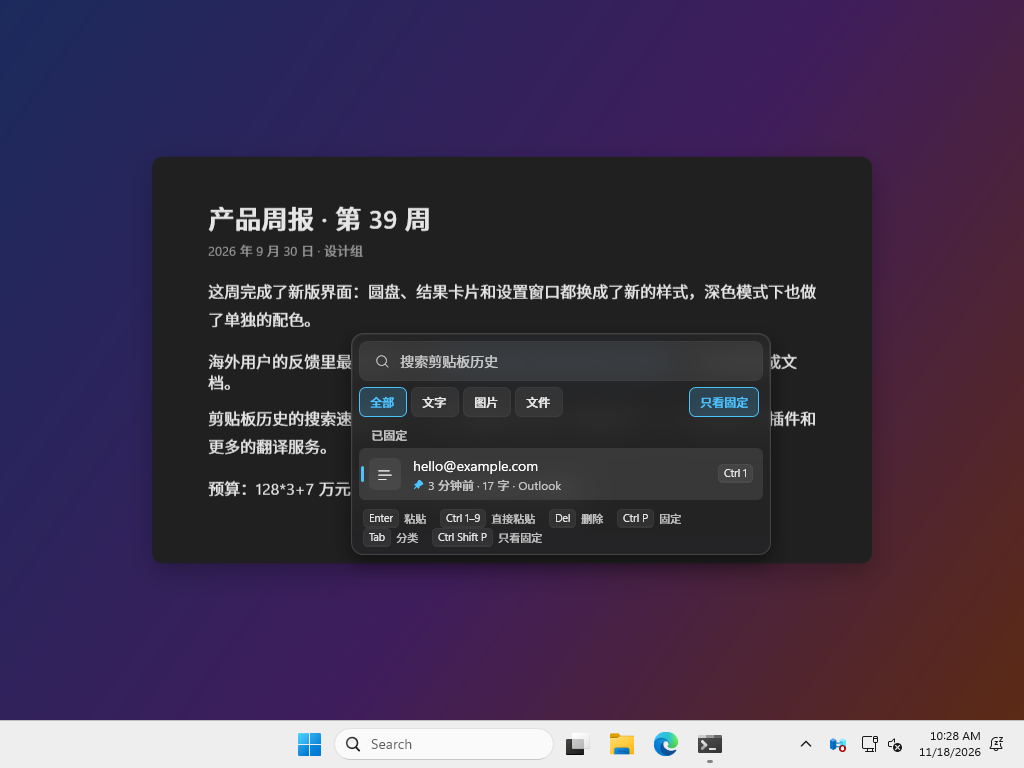 产品周报 · 第 39 周
2026 年 9 月 30 日 · 设计组
这周完成了新版界面：圆盘、结果卡片和设置窗口都换成了新的样式，深色模式下也做
了单独的配色。
海外用户的反馈里最
成文
档。
剪贴板历史的搜索速
插件和
更多的翻译服务。
预算：128*3+7 万元
搜索剪贴板历史
全部 文字 图片 文件 只看固定
已固定
hello@example.com
3 分钟前 · 17 字 · Outlook
Ctrl 1
Enter 粘贴 Ctrl 1–9 直接粘贴 Del 删除 Ctrl P 固定
Tab 分类 Ctrl Shift P 只看固定
Search
10:28 AM
11/18/2026